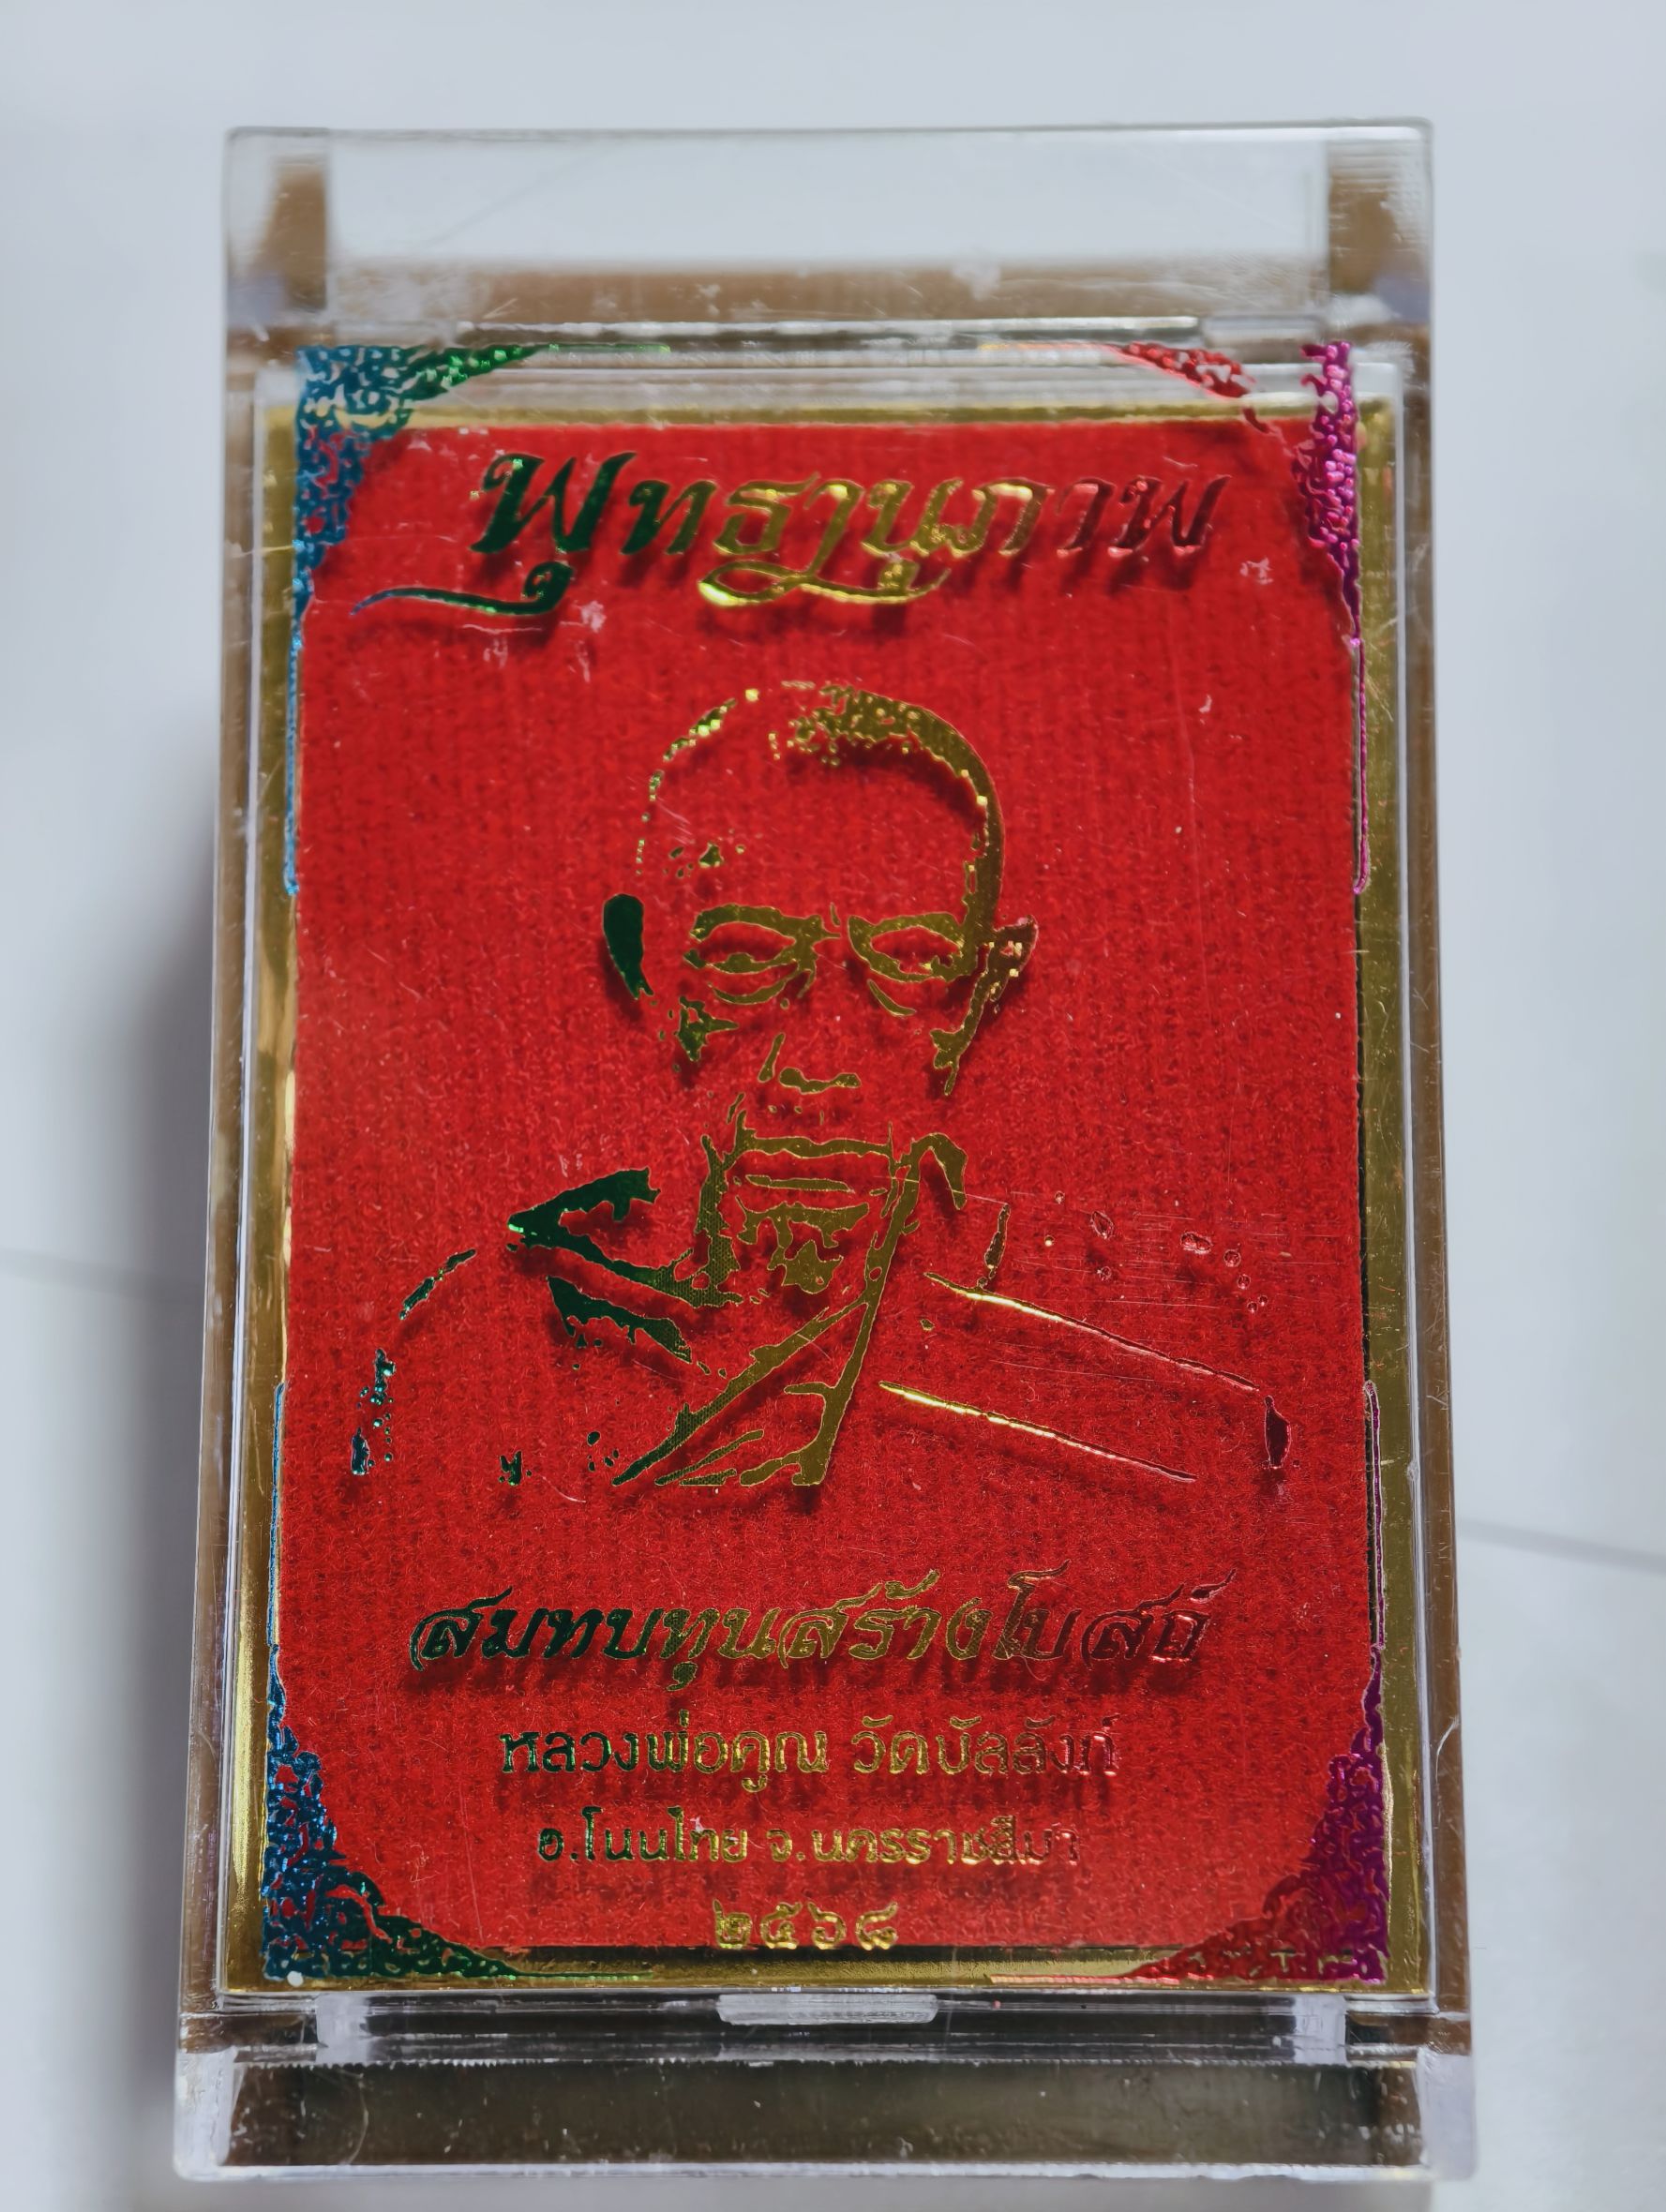 พุทธานุภาพ
สมทบทุนสร้างโบสถ์
หลวงพ่อคูณ วัดบัลลังก์
อ.โนนไทย จ.นครราชสีมา
๒๕๖๘